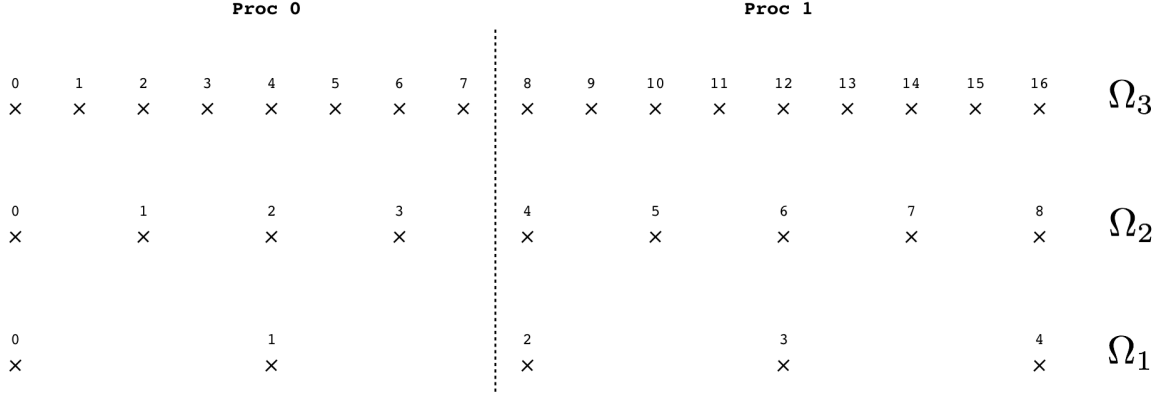 Proc 0 Proc 1
0 1 2 3 4 5 6 7 8 9 10 11 12 13 14 15 16
× × × × × × × × × × × × × × × × × Ω₃
0 1 2 3 4 5 6 7 8
× × × × × × × × × Ω₂
0 1 2 3 4
× × × × × Ω₁